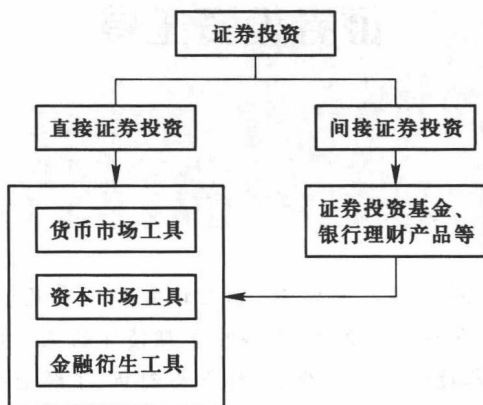 证券投资
直接证券投资
间接证券投资
货币市场工具
资本市场工具
金融衍生工具
证券投资基金、
银行理财产品等